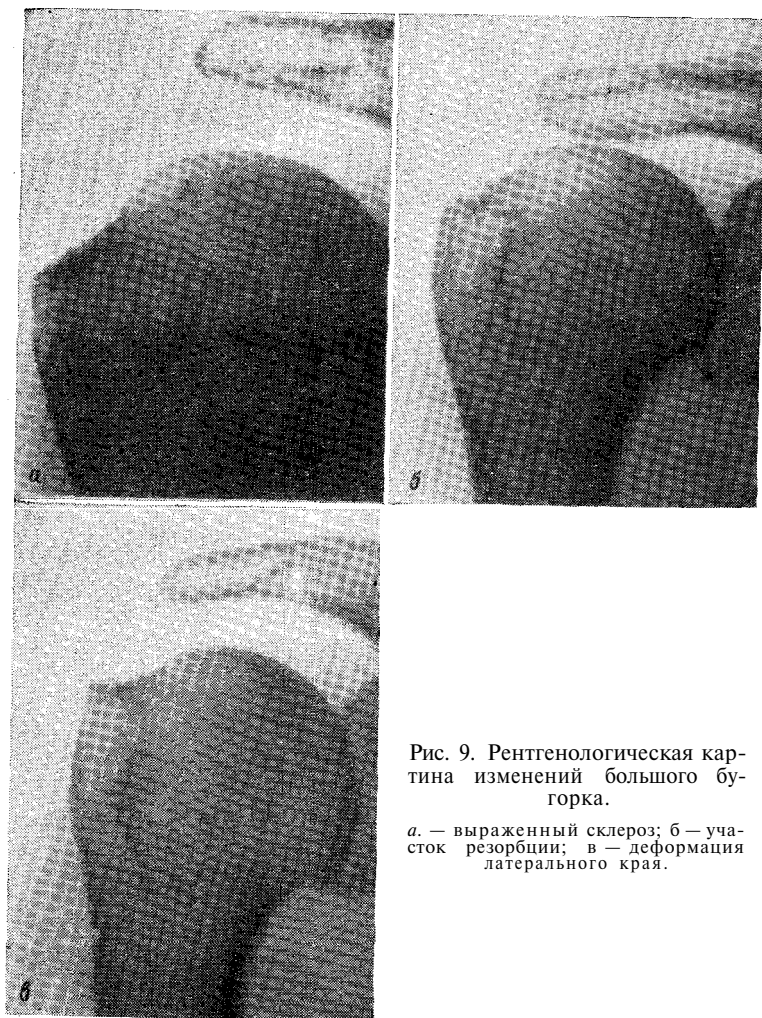 а
б
в
Рис. 9. Рентгенологическая кар-
тина изменений большого бу-
горка.
а. — выраженный склероз; б — уча-
сток резорбции; в — деформация
латерального края.